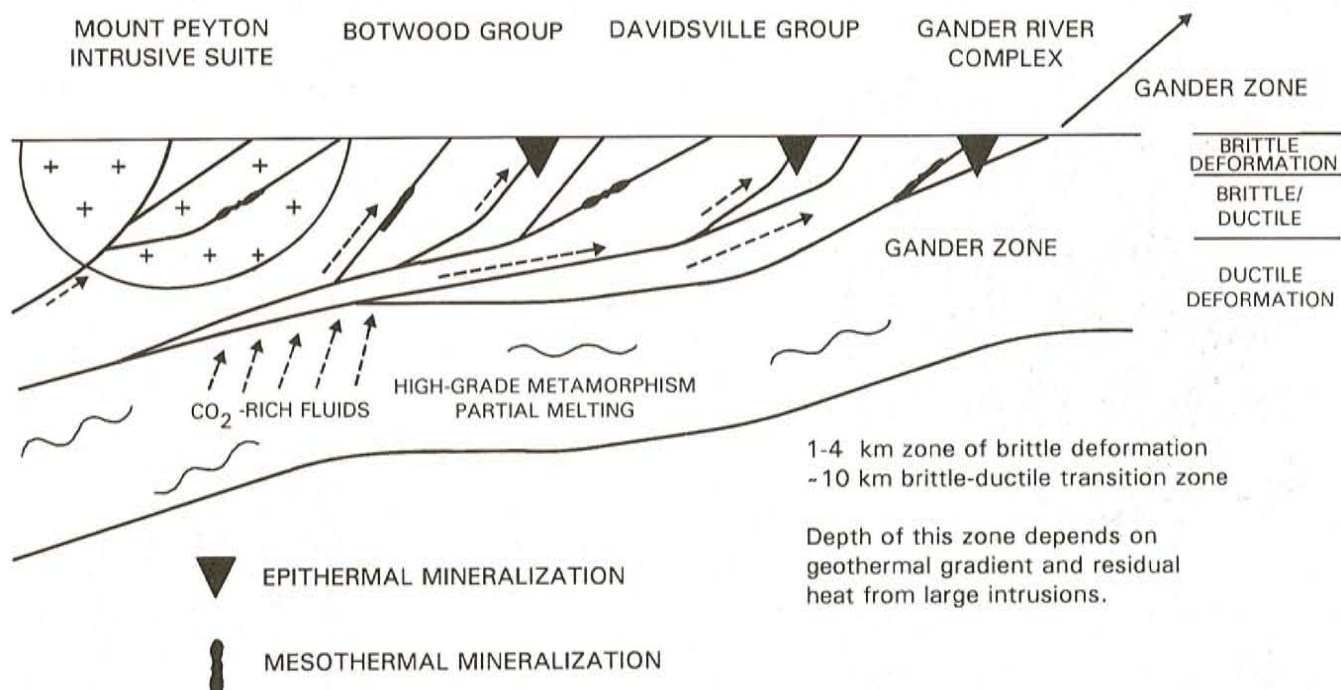 MOUNT PEYTON
INTRUSIVE SUITE
BOTWOOD GROUP
DAVIDSVILLE GROUP
GANDER RIVER
COMPLEX
GANDER ZONE
BRITTLE
DEFORMATION
BRITTLE/
DUCTILE
GANDER ZONE
DUCTILE
DEFORMATION
CO2 -RICH FLUIDS
HIGH-GRADE METAMORPHISM
PARTIAL MELTING
1-4 km zone of brittle deformation
~10 km brittle-ductile transition zone
Depth of this zone depends on
geothermal gradient and residual
heat from large intrusions.
EPITHERMAL MINERALIZATION
MESOTHERMAL MINERALIZATION